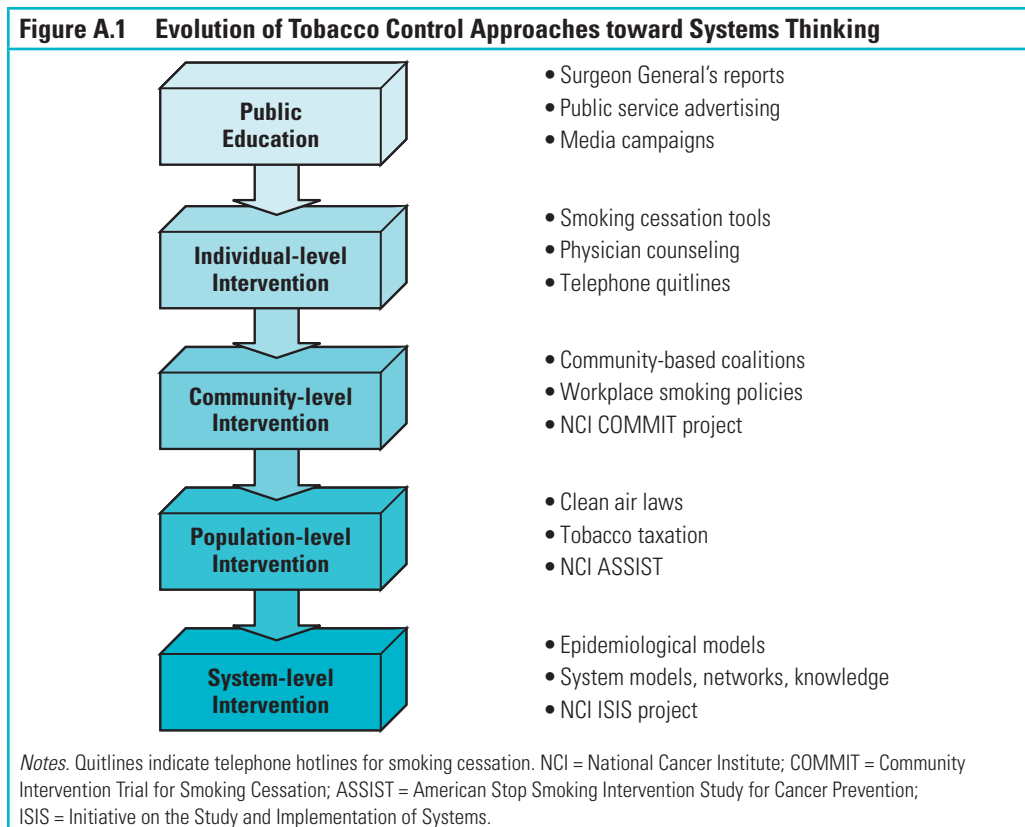 Figure A.1 Evolution of Tobacco Control Approaches toward Systems Thinking
Public
Education
• Surgeon General's reports
• Public service advertising
• Media campaigns
Individual-level
Intervention
• Smoking cessation tools
• Physician counseling
• Telephone quitlines
Community-level
Intervention
• Community-based coalitions
• Workplace smoking policies
• NCI COMMIT project
Population-level
Intervention
• Clean air laws
• Tobacco taxation
• NCI ASSIST
System-level
Intervention
• Epidemiological models
• System models, networks, knowledge
• NCI ISIS project
Notes. Quitlines indicate telephone hotlines for smoking cessation. NCI = National Cancer Institute; COMMIT = Community
Intervention Trial for Smoking Cessation; ASSIST = American Stop Smoking Intervention Study for Cancer Prevention;
ISIS = Initiative on the Study and Implementation of Systems.